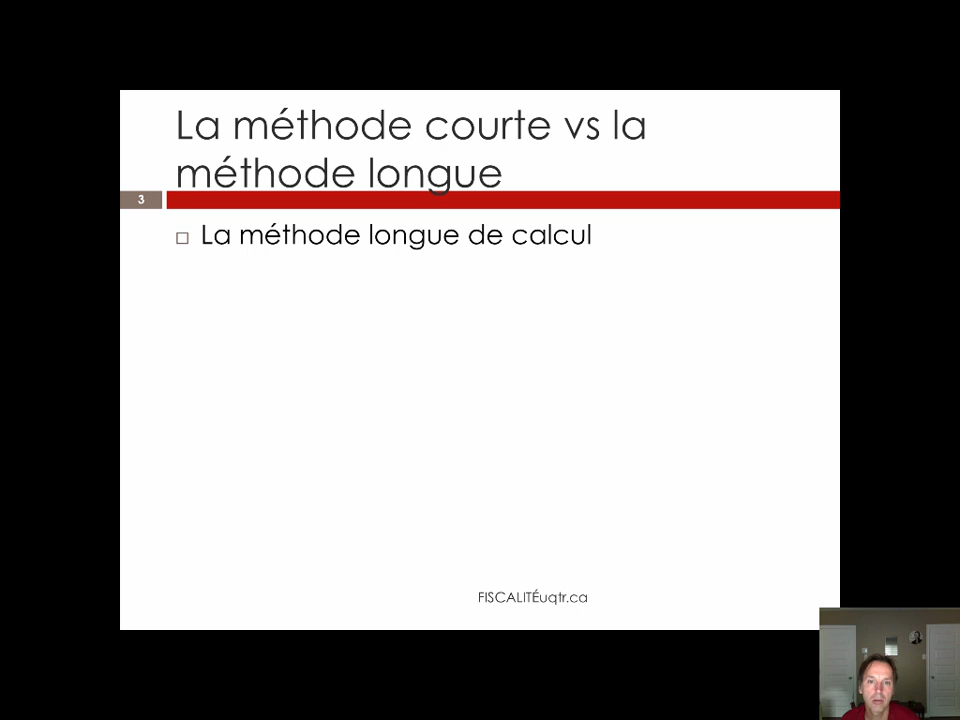 La méthode courte vs la
méthode longue
3
La méthode longue de calcul
FISCALITÉuqtr.ca